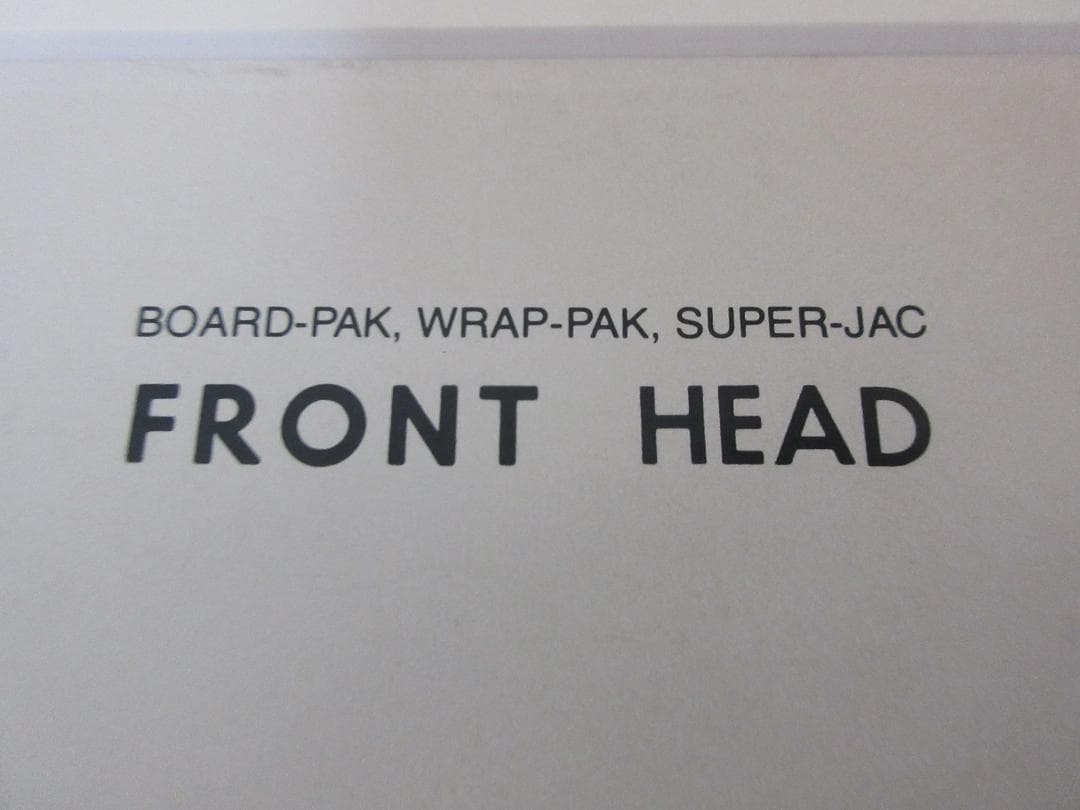 BOARD-PAK, WRAP-PAK, SUPER-JAC
FRONT HEAD